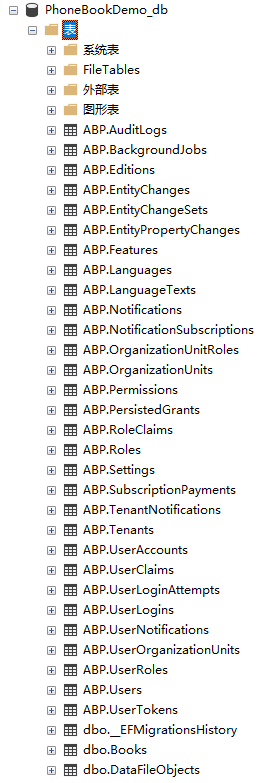 PhoneBookDemo_db
表
系统表
FileTables
外部表
图形表
ABP.AuditLogs
ABP.BackgroundJobs
ABP.Editions
ABP.EntityChanges
ABP.EntityChangeSets
ABP.EntityPropertyChanges
ABP.Features
ABP.Languages
ABP.LanguageTexts
ABP.Notifications
ABP.NotificationSubscriptions
ABP.OrganizationUnitRoles
ABP.OrganizationUnits
ABP.Permissions
ABP.PersistedGrants
ABP.RoleClaims
ABP.Roles
ABP.Settings
ABP.SubscriptionPayments
ABP.TenantNotifications
ABP.Tenants
ABP.UserAccounts
ABP.UserClaims
ABP.UserLoginAttempts
ABP.UserLogins
ABP.UserNotifications
ABP.UserOrganizationUnits
ABP.UserRoles
ABP.Users
ABP.UserTokens
dbo.__EFMigrationsHistory
dbo.Books
dbo.DataFileObjects